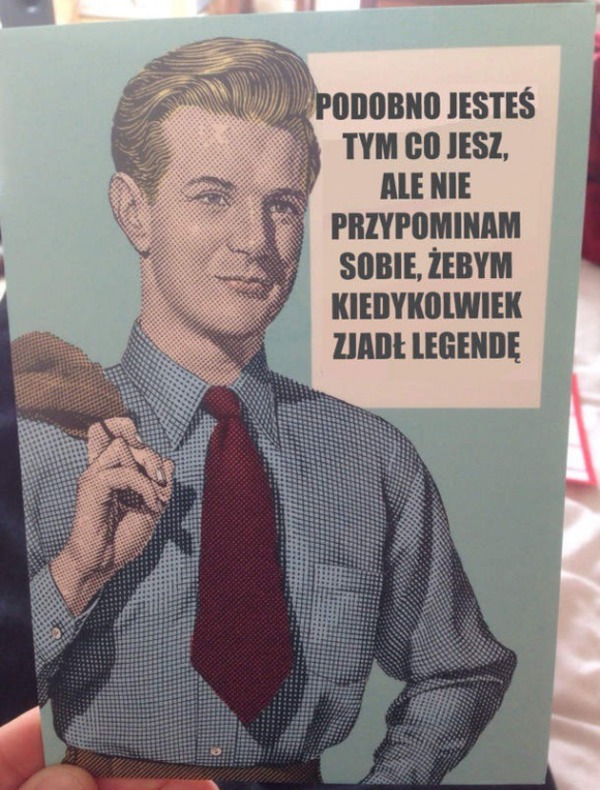 PODOBNO JESTEŚ
TYM CO JESZ,
ALE NIE
PRZYPOMINAM
SOBIE, ŻEBYM
KIEDYKOLWIEK
ZJADŁ LEGENDĘ